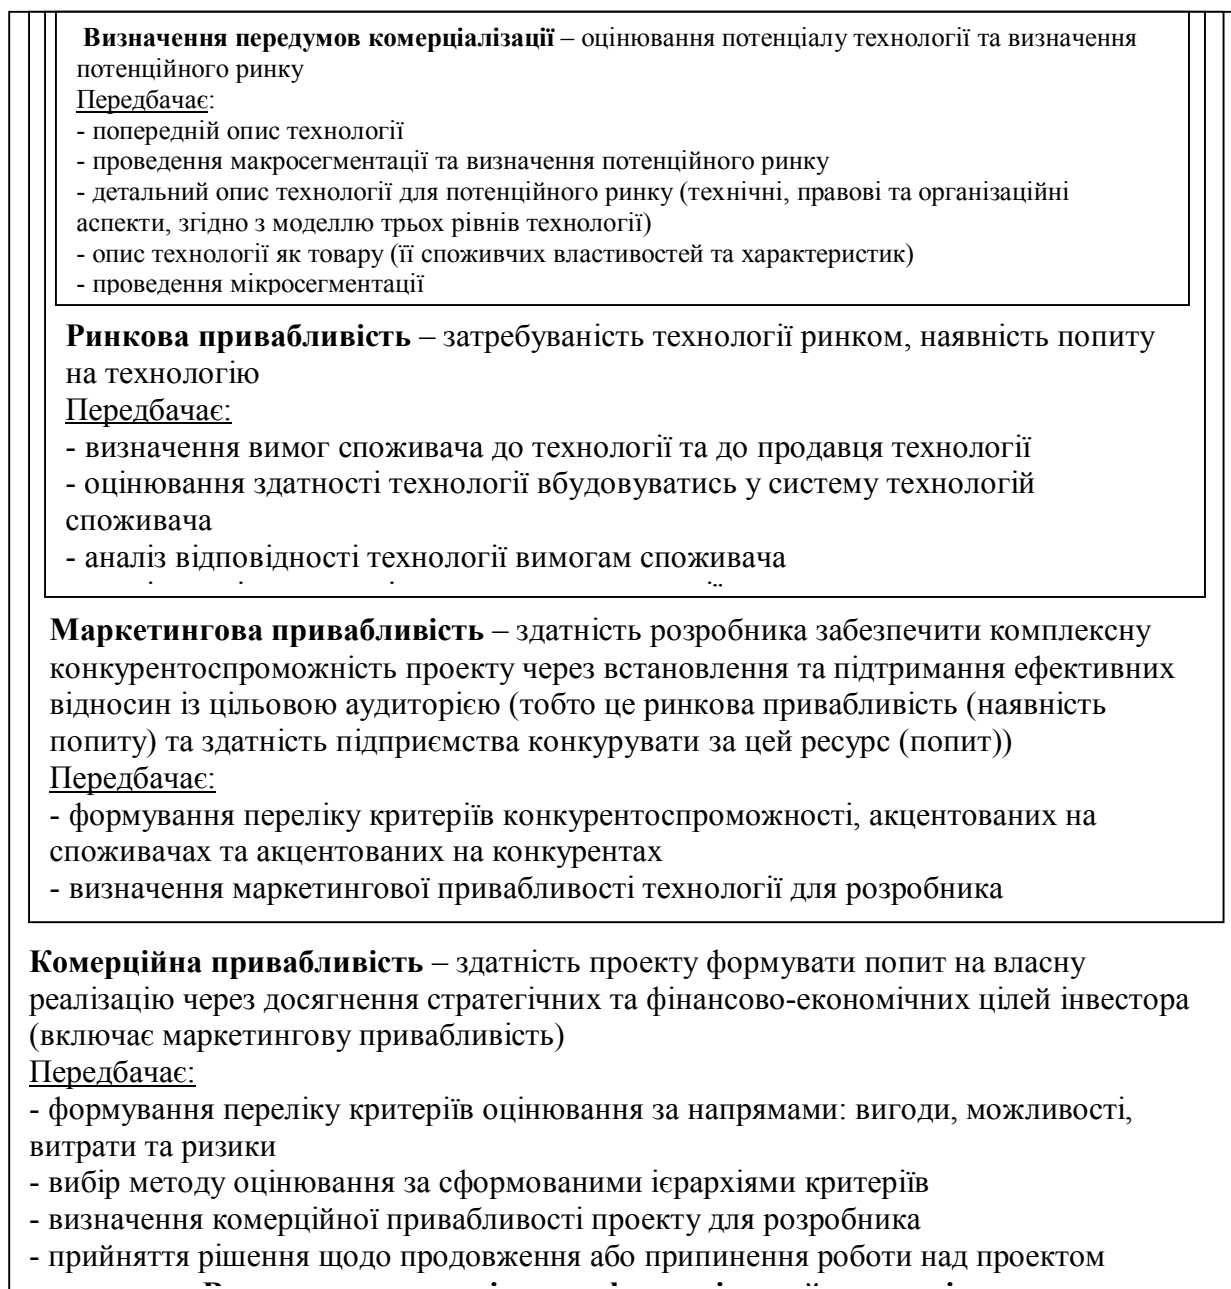 Визначення передумов комерціалізації – оцінювання потенціалу технології та визначення
потенційного ринку
Передбачає:
- попередній опис технології
- проведення макросегментації та визначення потенційного ринку
- детальний опис технології для потенційного ринку (технічні, правові та організаційні
аспекти, згідно з моделлю трьох рівнів технології)
- опис технології як товару (її споживчих властивостей та характеристик)
- проведення мікросегментації
Ринкова привабливість – затребуваність технології ринком, наявність попиту
на технологію
Передбачає:
- визначення вимог споживача до технології та до продавця технології
- оцінювання здатності технології вбудовуватись у систему технологій
споживача
- аналіз відповідності технології вимогам споживача
Маркетингова привабливість – здатність розробника забезпечити комплексну
конкурентоспроможність проекту через встановлення та підтримання ефективних
відносин із цільовою аудиторією (тобто це ринкова привабливість (наявність
попиту) та здатність підприємства конкурувати за цей ресурс (попит))
Передбачає:
- формування переліку критеріїв конкурентоспроможності, акцентованих на
споживачах та акцентованих на конкурентах
- визначення маркетингової привабливості технології для розробника
Комерційна привабливість – здатність проекту формувати попит на власну
реалізацію через досягнення стратегічних та фінансово-економічних цілей інвестора
(включає маркетингову привабливість)
Передбачає:
- формування переліку критеріїв оцінювання за напрямами: вигоди, можливості,
витрати та ризики
- вибір методу оцінювання за сформованими ієрархіями критеріїв
- визначення комерційної привабливості проекту для розробника
- прийняття рішення щодо продовження або припинення роботи над проектом